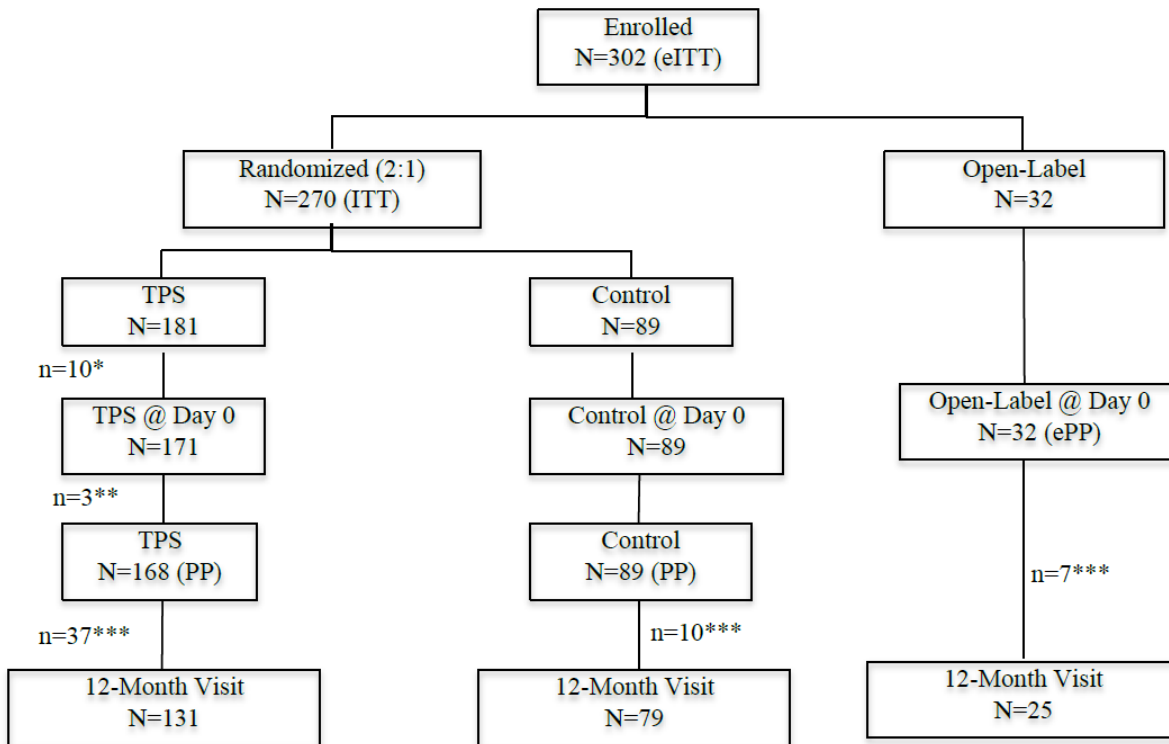 Enrolled
N=302 (eITT)
Randomized (2:1)
N=270 (ITT)
Open-Label
N=32
TPS
N=181
Control
N=89
n=10*
TPS @ Day 0
N=171
Control @ Day 0
N=89
Open-Label @ Day 0
N=32 (ePP)
n=3**
TPS
N=168 (PP)
Control
N=89 (PP)
n=7***
n=37***
n=10***
12-Month Visit
N=131
12-Month Visit
N=79
12-Month Visit
N=25